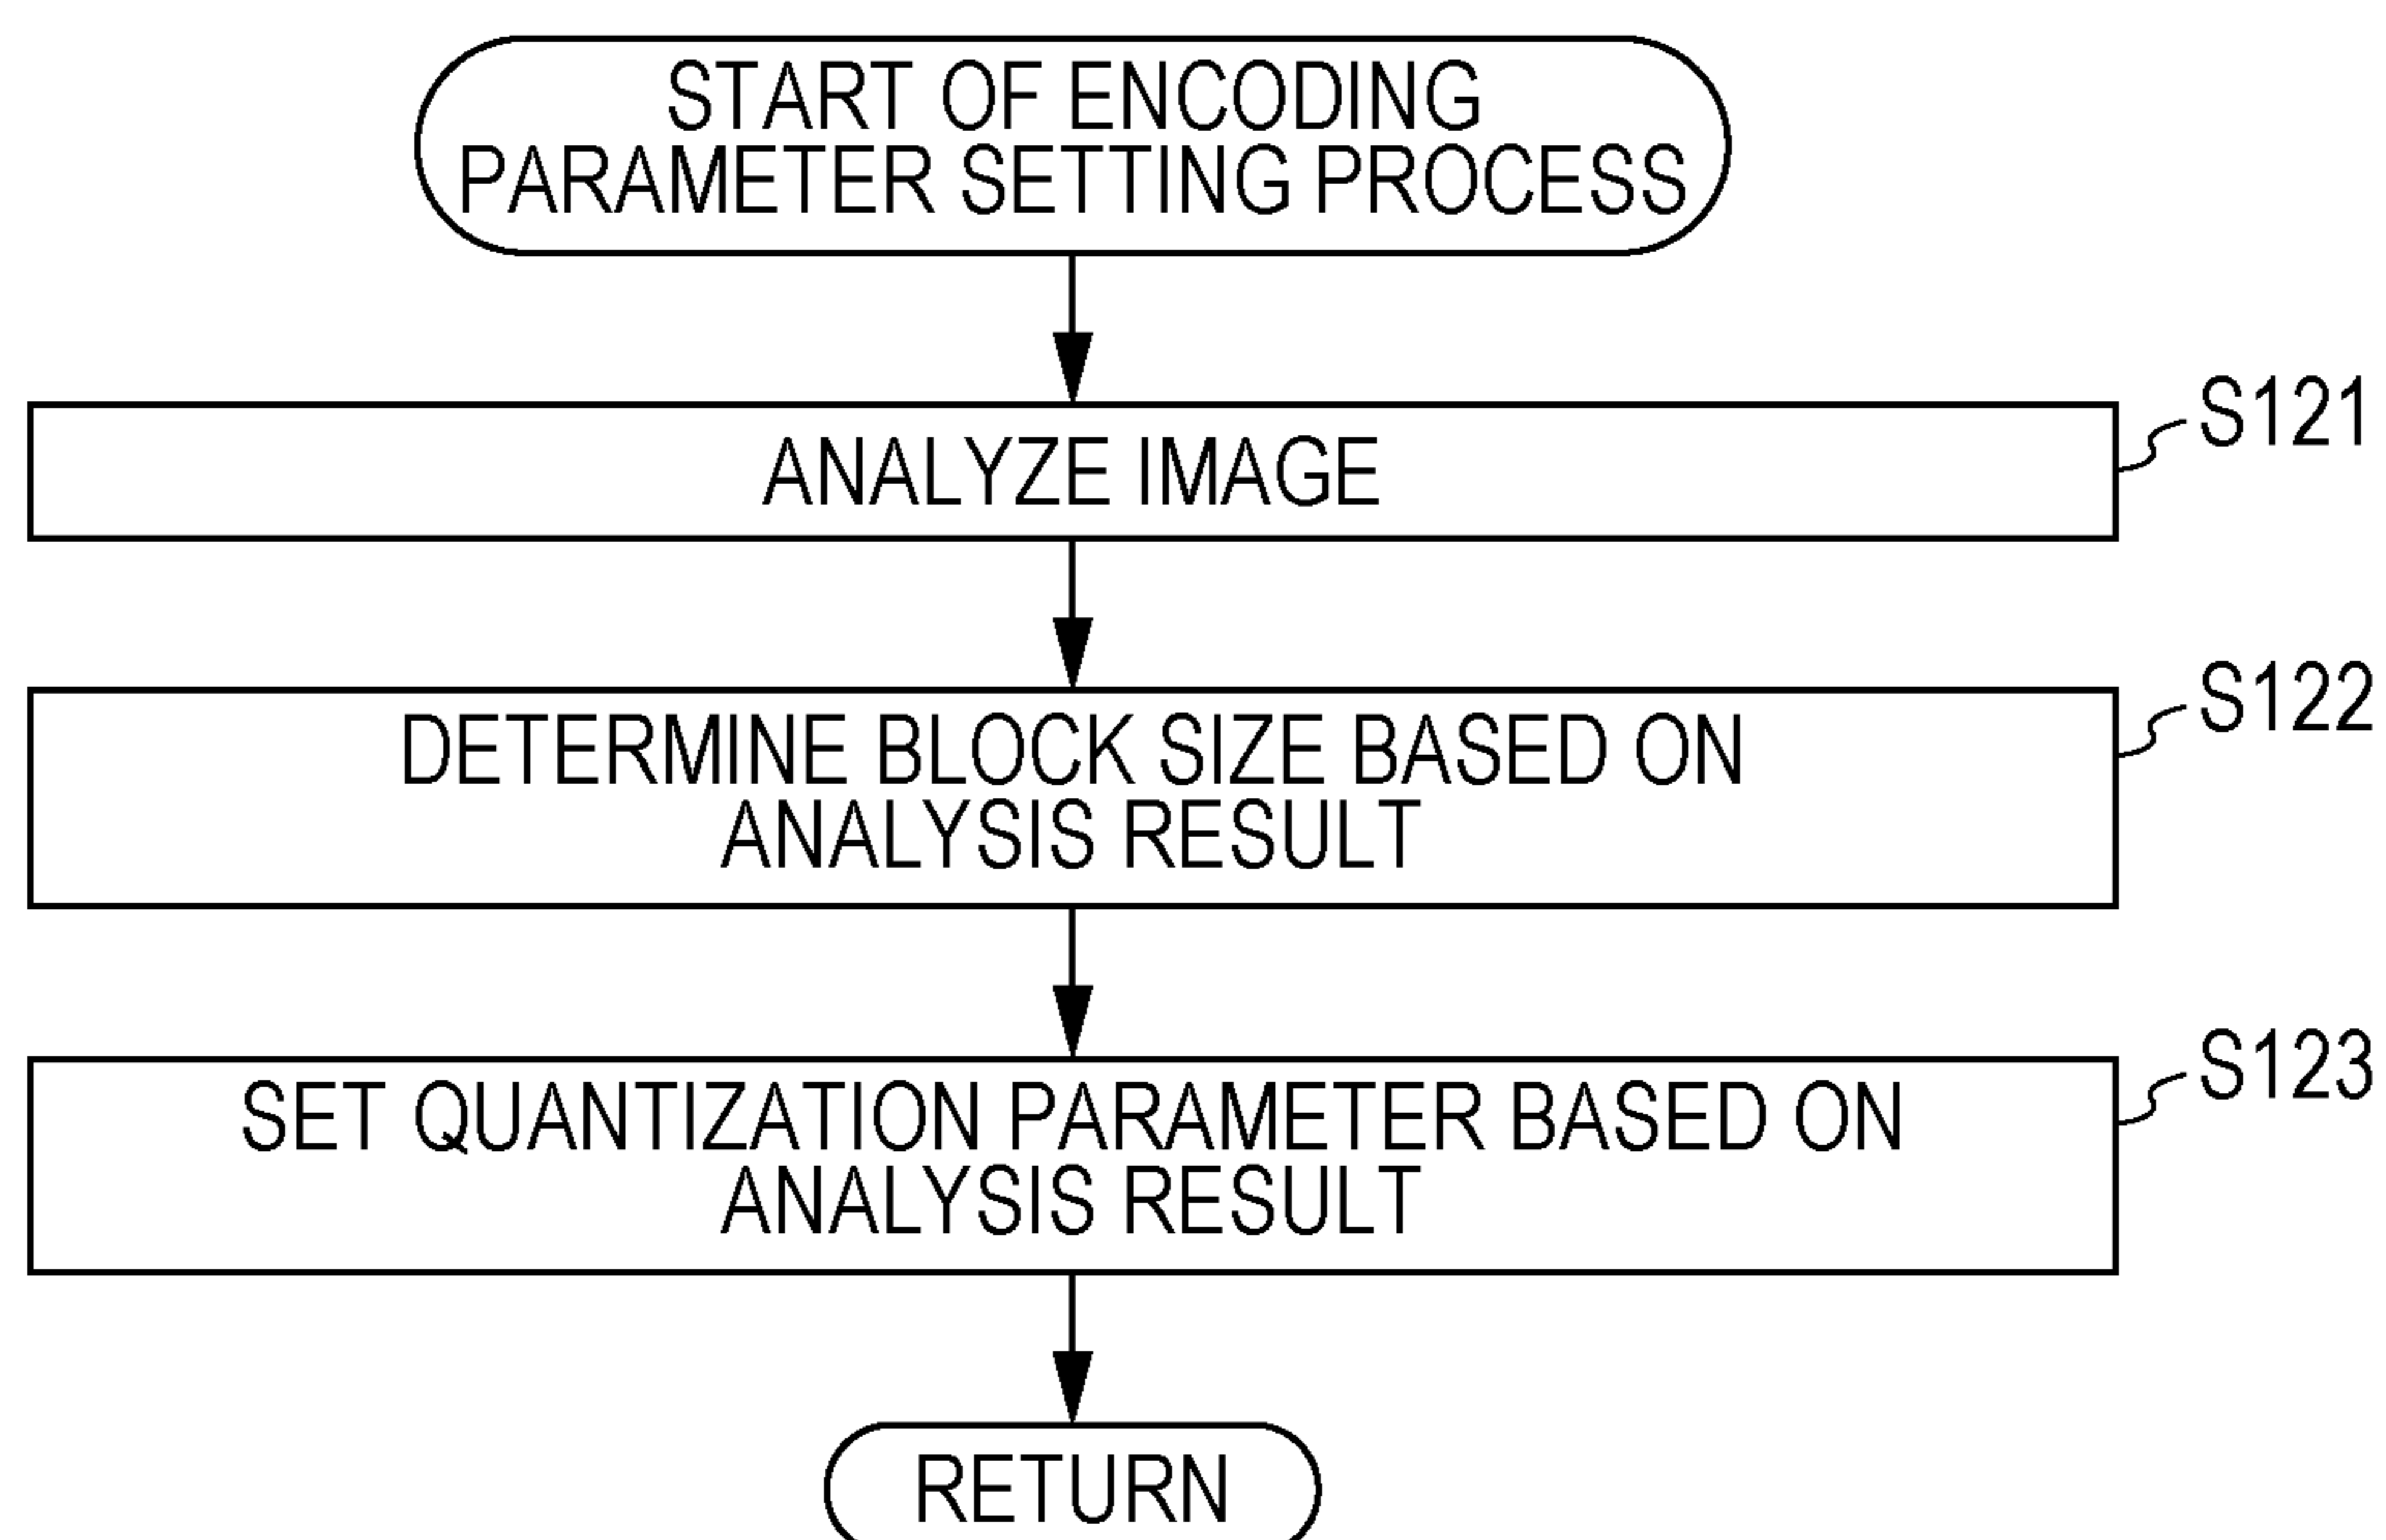 START OF ENCODING
PARAMETER SETTING PROCESS
ANALYZE IMAGE
S121
DETERMINE BLOCK SIZE BASED ON
ANALYSIS RESULT
S122
SET QUANTIZATION PARAMETER BASED ON
ANALYSIS RESULT
S123
RETURN